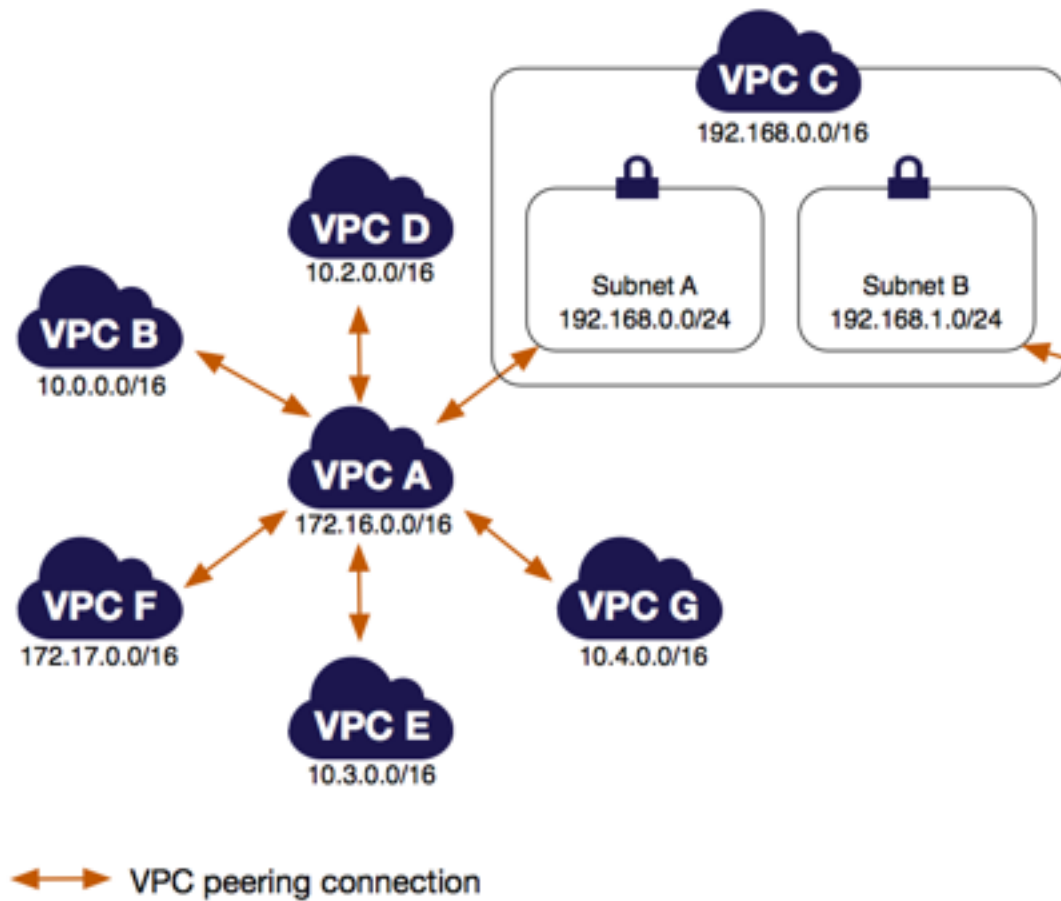 VPC C
192.168.0.0/16
VPC D
10.2.0.0/16
Subnet A
192.168.0.0/24
Subnet B
192.168.1.0/24
VPC B
10.0.0.0/16
VPC A
172.16.0.0/16
VPC F
172.17.0.0/16
VPC G
10.4.0.0/16
VPC E
10.3.0.0/16
VPC peering connection